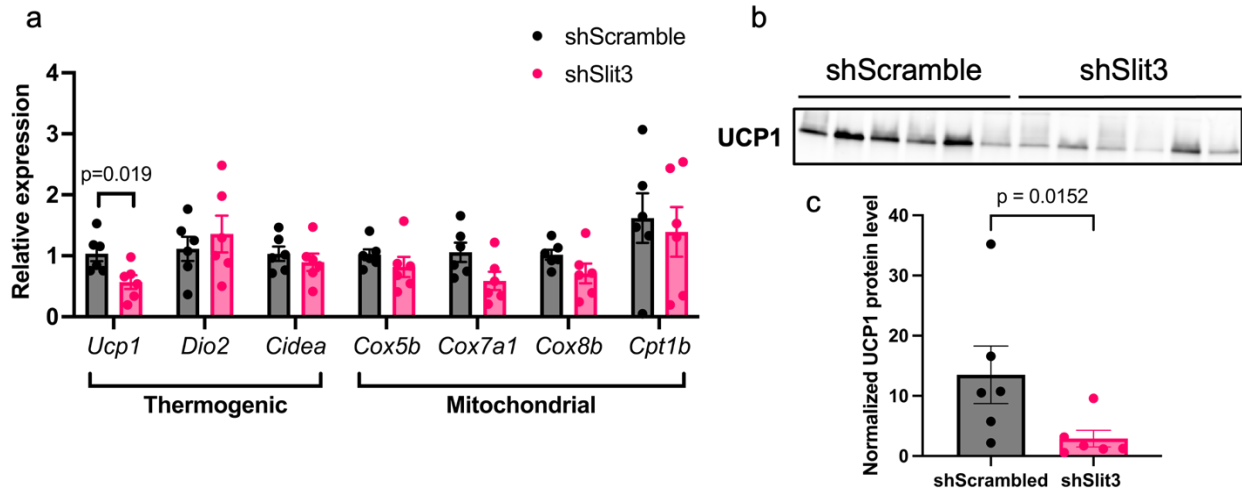 a
shScramble
shSlit3
Relative expression
4
3
2
1
0
p=0.019
Ucp1 Dio2 Cidea Cox5b Cox7a1 Cox8b Cpt1b
Thermogenic Mitochondrial
b
shScramble shSlit3
UCP1
c
p = 0.0152
Normalized UCP1 protein level
40
30
20
10
0
shScrambled shSlit3